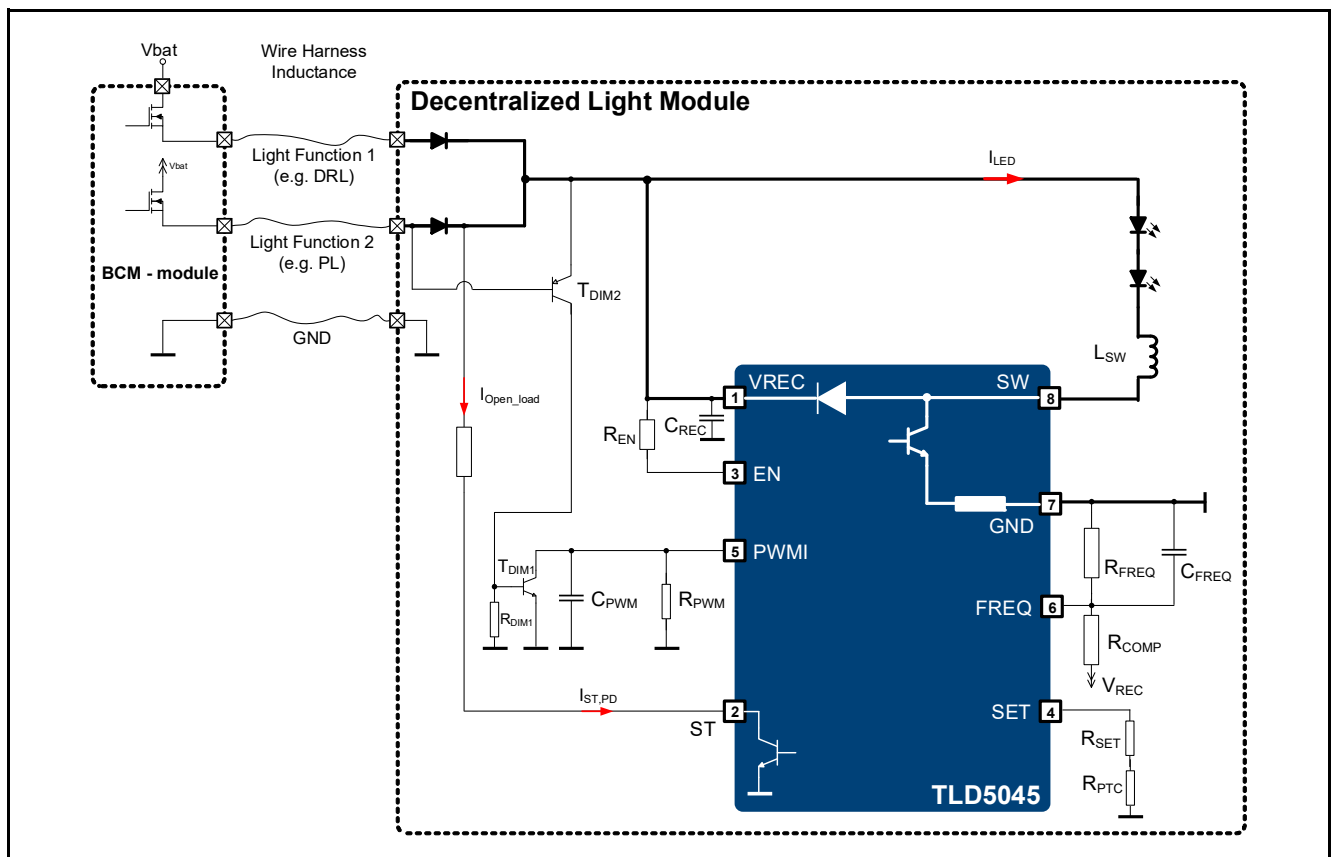 Vbat
Wire Harness
Inductance
Decentralized Light Module
Light Function 1
(e.g. DRL)
Vbat
Light Function 2
(e.g. PL)
BCM - module
GND
ILED
TDIM2
LSW
IOpen_load
VREC
SW
1
8
CREC
REN
3
EN
7
GND
TDIM1
5
PWMI
RFREQ
CFREQ
CPWM
RPWM
FREQ
6
RDIM1
RCOMP
VREC
IST,PD
2
ST
SET
4
RSET
RPTC
TLD5045